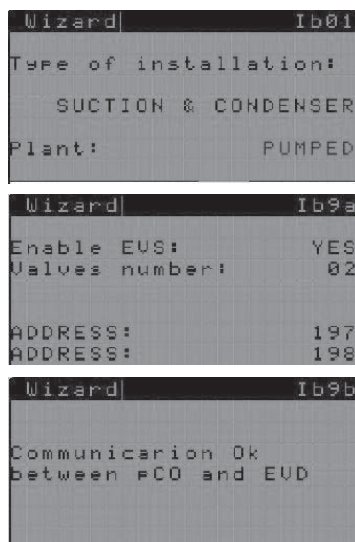 Wizard Ib01
Type of installation:
SUCTION & CONDENSER
Plant: PUMPED
Wizard Ib9a
Enable EVS: YES
Valves number: 02
ADDRESS: 197
ADDRESS: 198
Wizard Ib9b
Communicarion Ok
between pCO and EVD